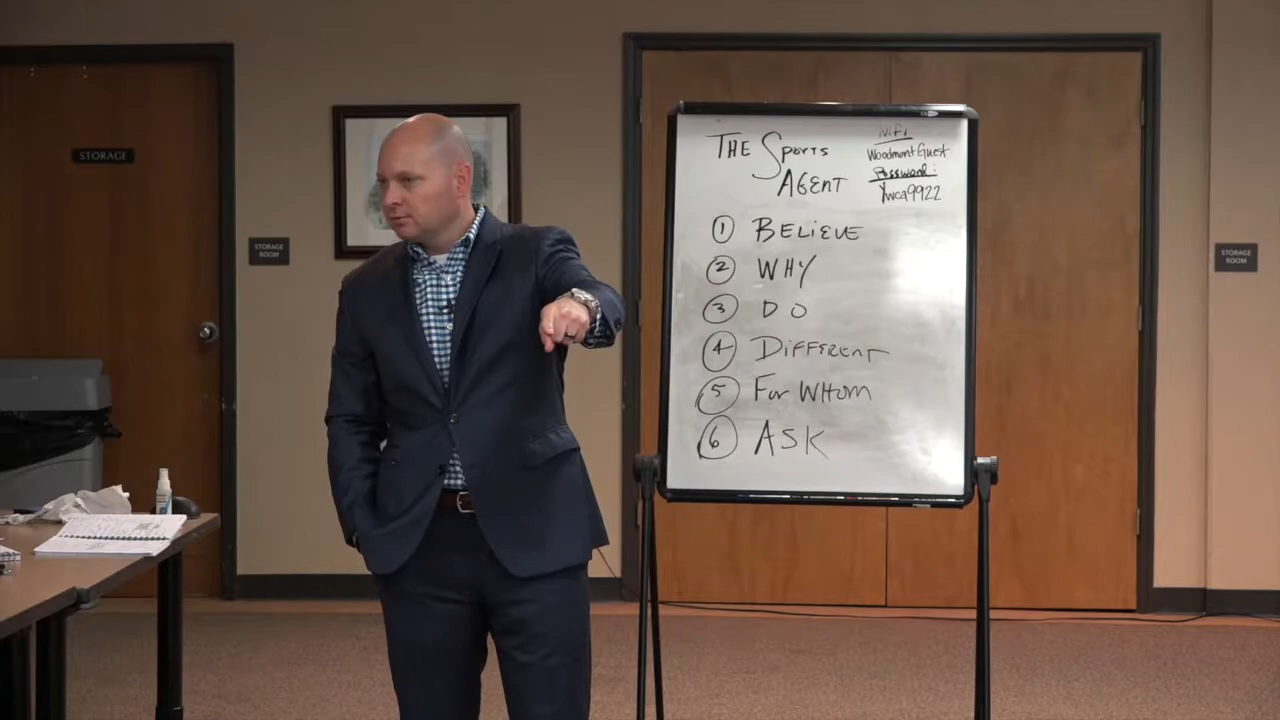 STORAGE
STORAGE
ROOM
THE Sports
AGENT
WiFi
Woodmont Guest
Password:
Ywca9922
1 BELIEVE
2 WHY
3 DO
4 DIFFERENT
5 For WHom
6 ASK
STORAGE
ROOM